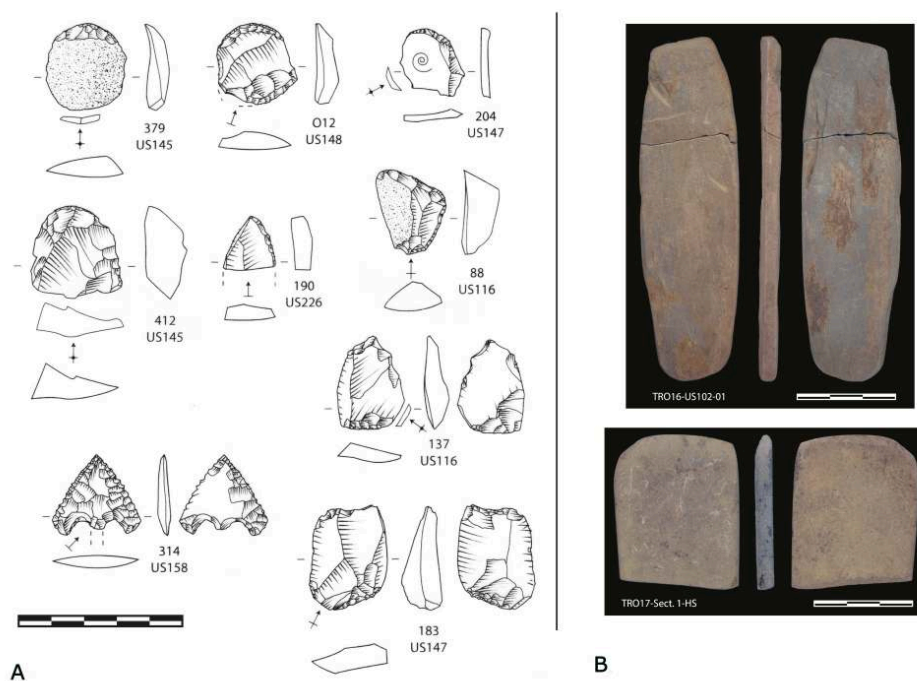 379
US145
O12
US148
204
US147
412
US145
190
US226
88
US116
137
US116
314
US158
183
US147
A
TRO16-US102-01
TRO17-Sect. 1-HS
B